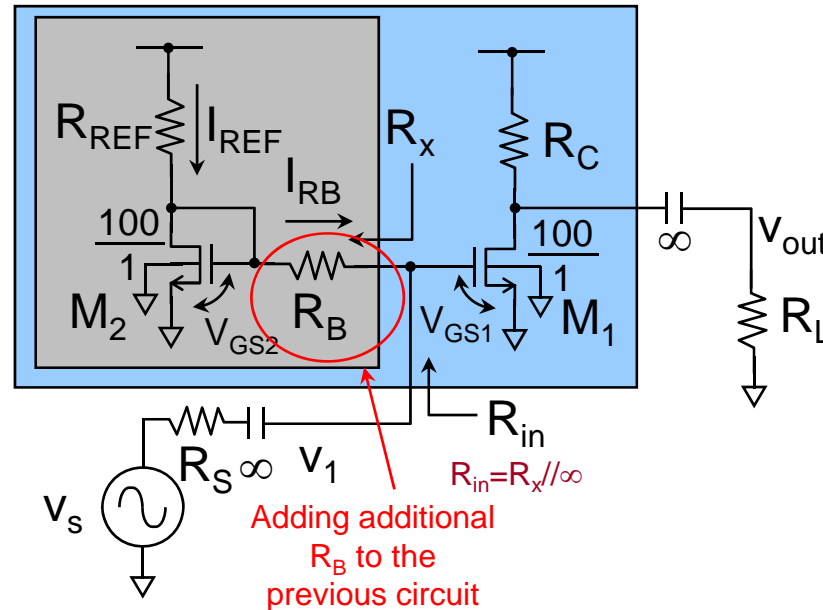 R_REF
I_REF
R_x
R_C
I_RB
100
1
100
1
∞
v_out
M_2
V_GS2
R_B
V_GS1
M_1
R_L
R_in
R_S
∞
v_1
R_in=R_x//∞
v_s
Adding additional
R_B to the
previous circuit